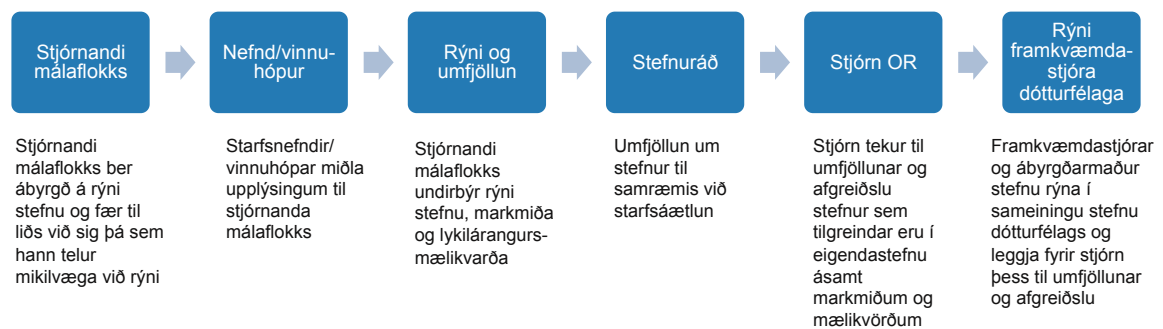 Stjórnandi
málaflokks
Nefnd/vinnu-
hópur
Rýni og
umfjöllun
Stefnuráð
Stjórn OR
Rýni
framkvæmda-
stjóra
dótturfélaga
Stjórnandi
málaflokks ber
ábyrgð á rýni
stefnu og fær til
liðs við sig þá sem
hann telur
mikilvæga við rýni
Starfsnefndir/
vinnuhópar miðla
upplýsingum til
stjórnanda
málaflokks
Stjórnandi
málaflokks
undirbýr rýni
stefnu, markmiða
og lykilárangurs-
mælikvarða
Umfjöllun um
stefnur til
samræmis við
starfsáætlun
Stjórn tekur til
umfjöllunar og
afgreiðslu
stefnur sem
tilgreindar eru í
eigendastefnu
ásamt
markmiðum og
mælikvörðum
Framkvæmdastjórar
og ábyrgðarmaður
stefnu rýna í
sameiningu stefnu
dótturfélags og
leggja fyrir stjórn
þess til umfjöllunar
og afgreiðslu